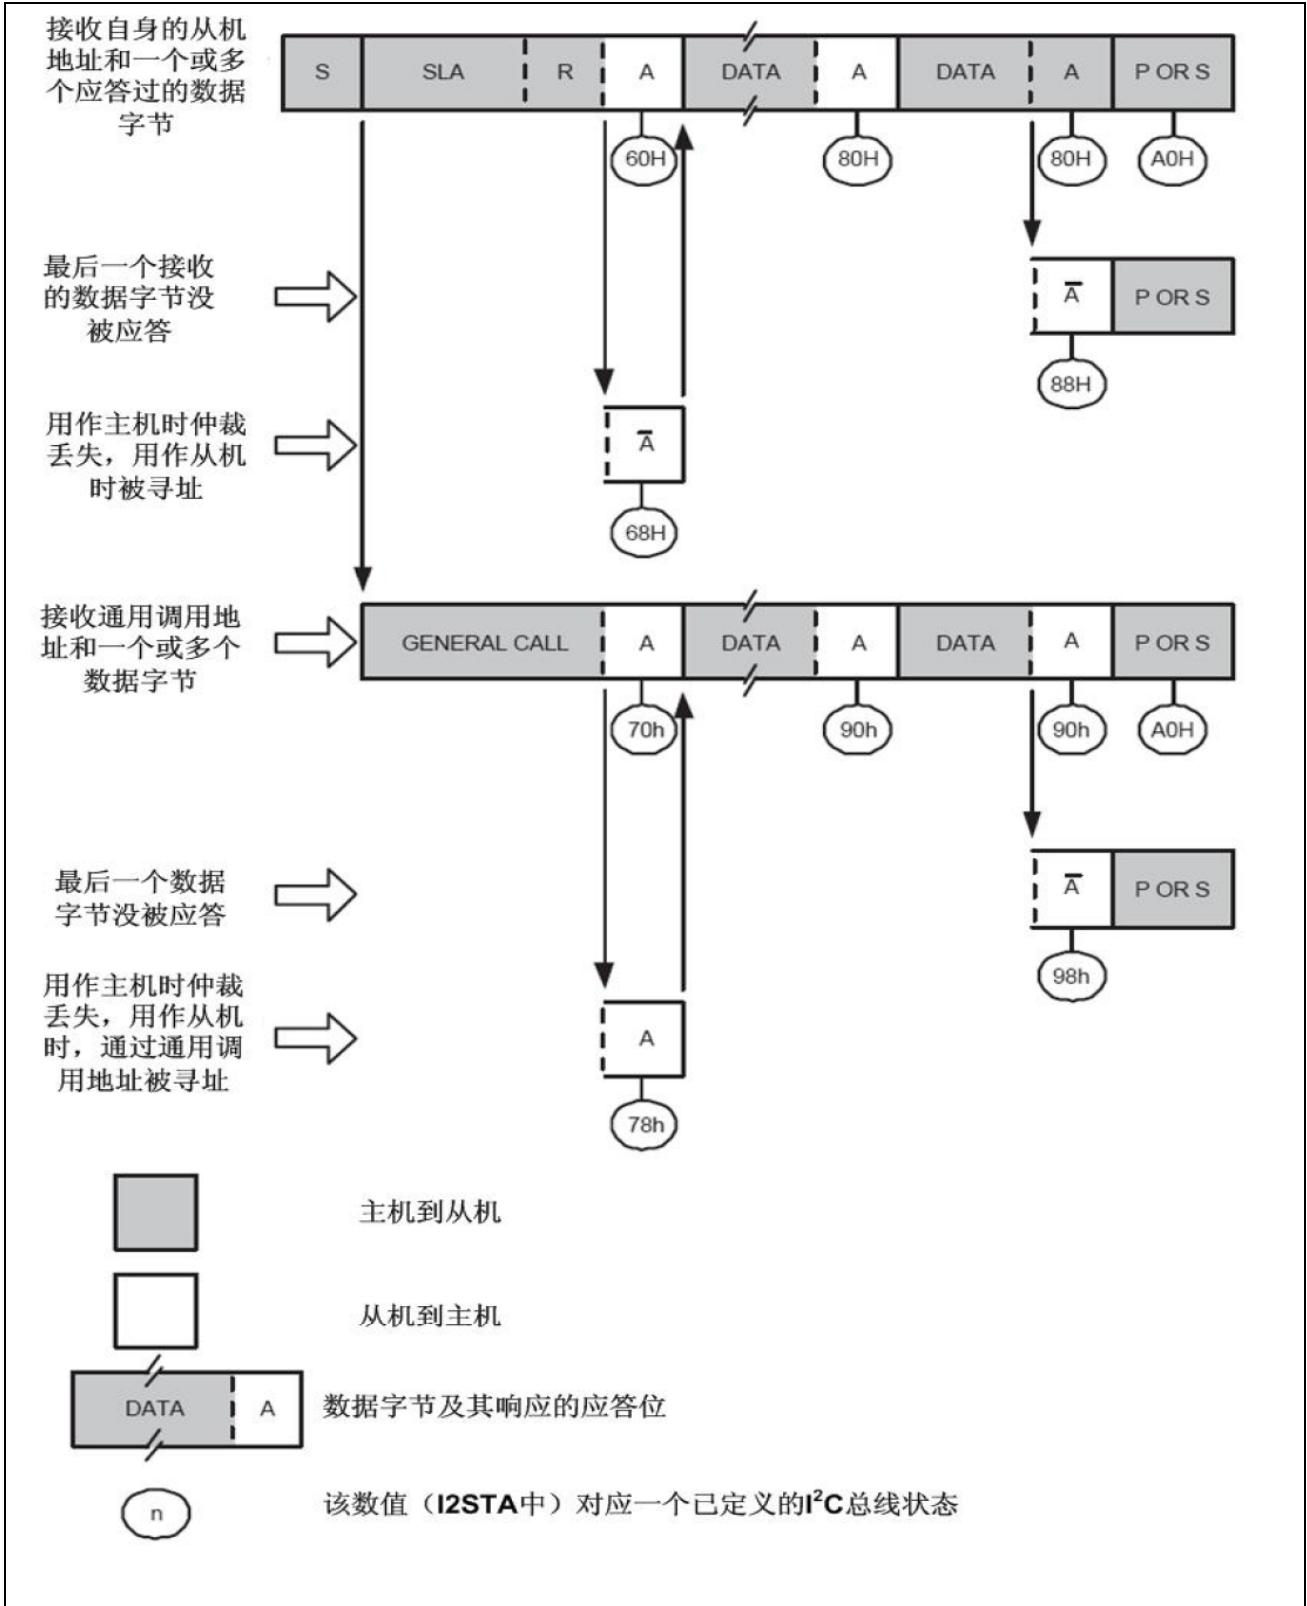 接收自身的从机
地址和一个或多
个应答过的数据
字节
S SLA R A DATA A DATA A P OR S
60H 80H 80H A0H
最后一个接收
的数据字节没
被应答
A̅ P OR S
88H
用作主机时仲裁
丢失，用作从机
时被寻址
A̅
68H
接收通用调用地
址和一个或多个
数据字节
GENERAL CALL A DATA A DATA A P OR S
70h 90h 90h A0H
最后一个数据
字节没被应答
A̅ P OR S
98h
用作主机时仲裁
丢失，用作从机
时，通过通用调
用地址被寻址
A
78h
主机到从机
从机到主机
DATA A 数据字节及其响应的应答位
n 该数值（I2STA中）对应一个已定义的I²C总线状态